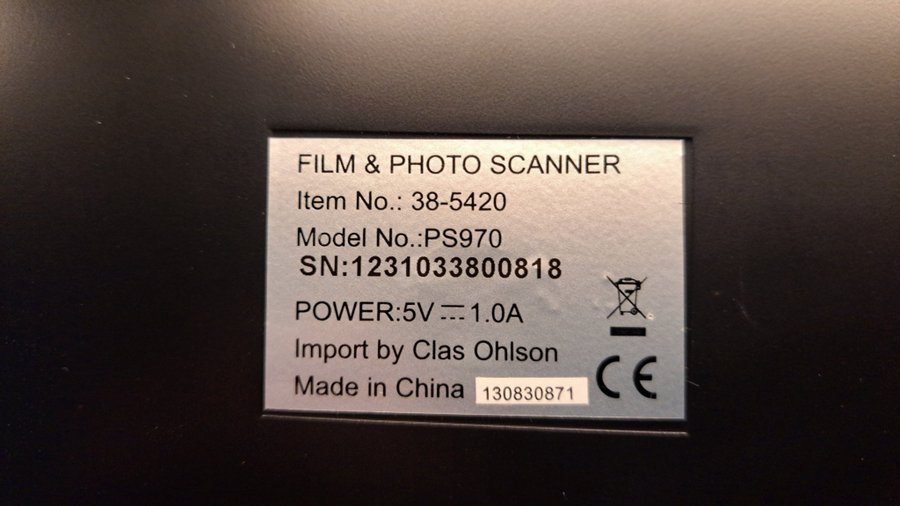 FILM & PHOTO SCANNER
Item No.: 38-5420
Model No.:PS970
SN:1231033800818
POWER:5V ⎓ 1.0A
Import by Clas Ohlson
Made in China 130830871
CE